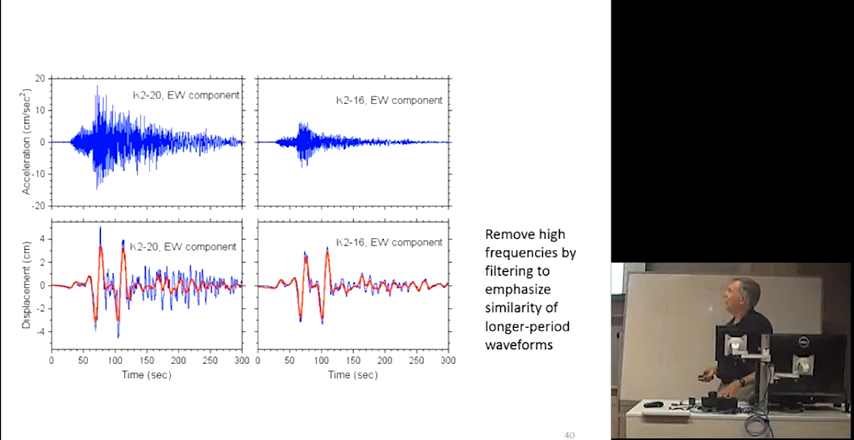 20
10
0
-10
-20
Acceleration (cm/sec2)
K2-20, EW component
K2-16, EW component
4
2
0
-2
-4
Displacement (cm)
K2-20, EW component
K2-16, EW component
0 50 100 150 200 250 300
0 50 100 150 200 250 300
Time (sec)
Time (sec)
Remove high
frequencies by
filtering to
emphasize
similarity of
longer-period
waveforms
40
DELL